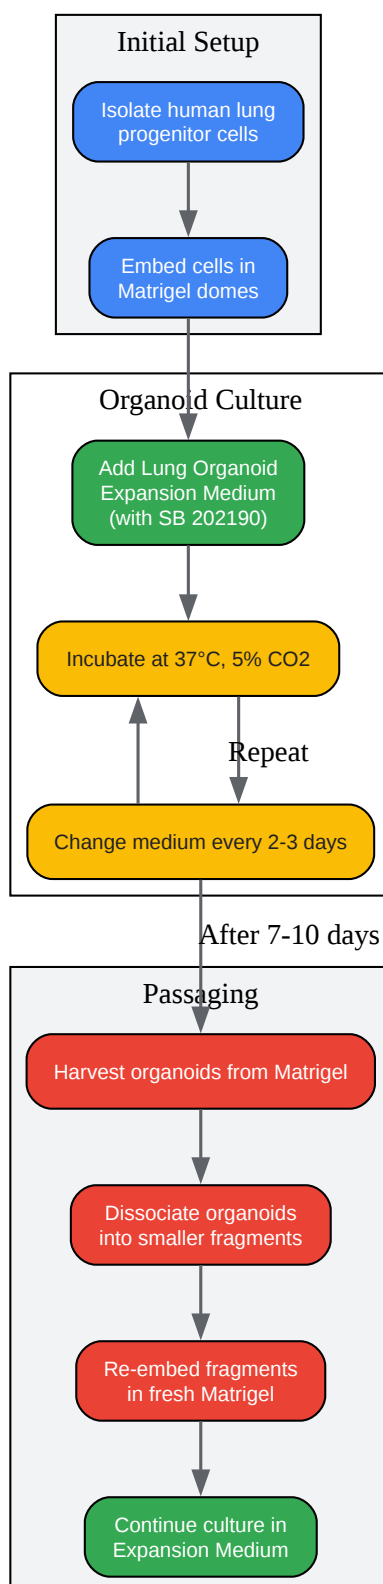 Initial Setup
Isolate human lung
progenitor cells
Embed cells in
Matrigel domes
Organoid Culture
Add Lung Organoid
Expansion Medium
(with SB 202190)
Incubate at 37°C, 5% CO2
Repeat
Change medium every 2-3 days
After 7-10 days
Passaging
Harvest organoids from Matrigel
Dissociate organoids
into smaller fragments
Re-embed fragments
in fresh Matrigel
Continue culture in
Expansion Medium